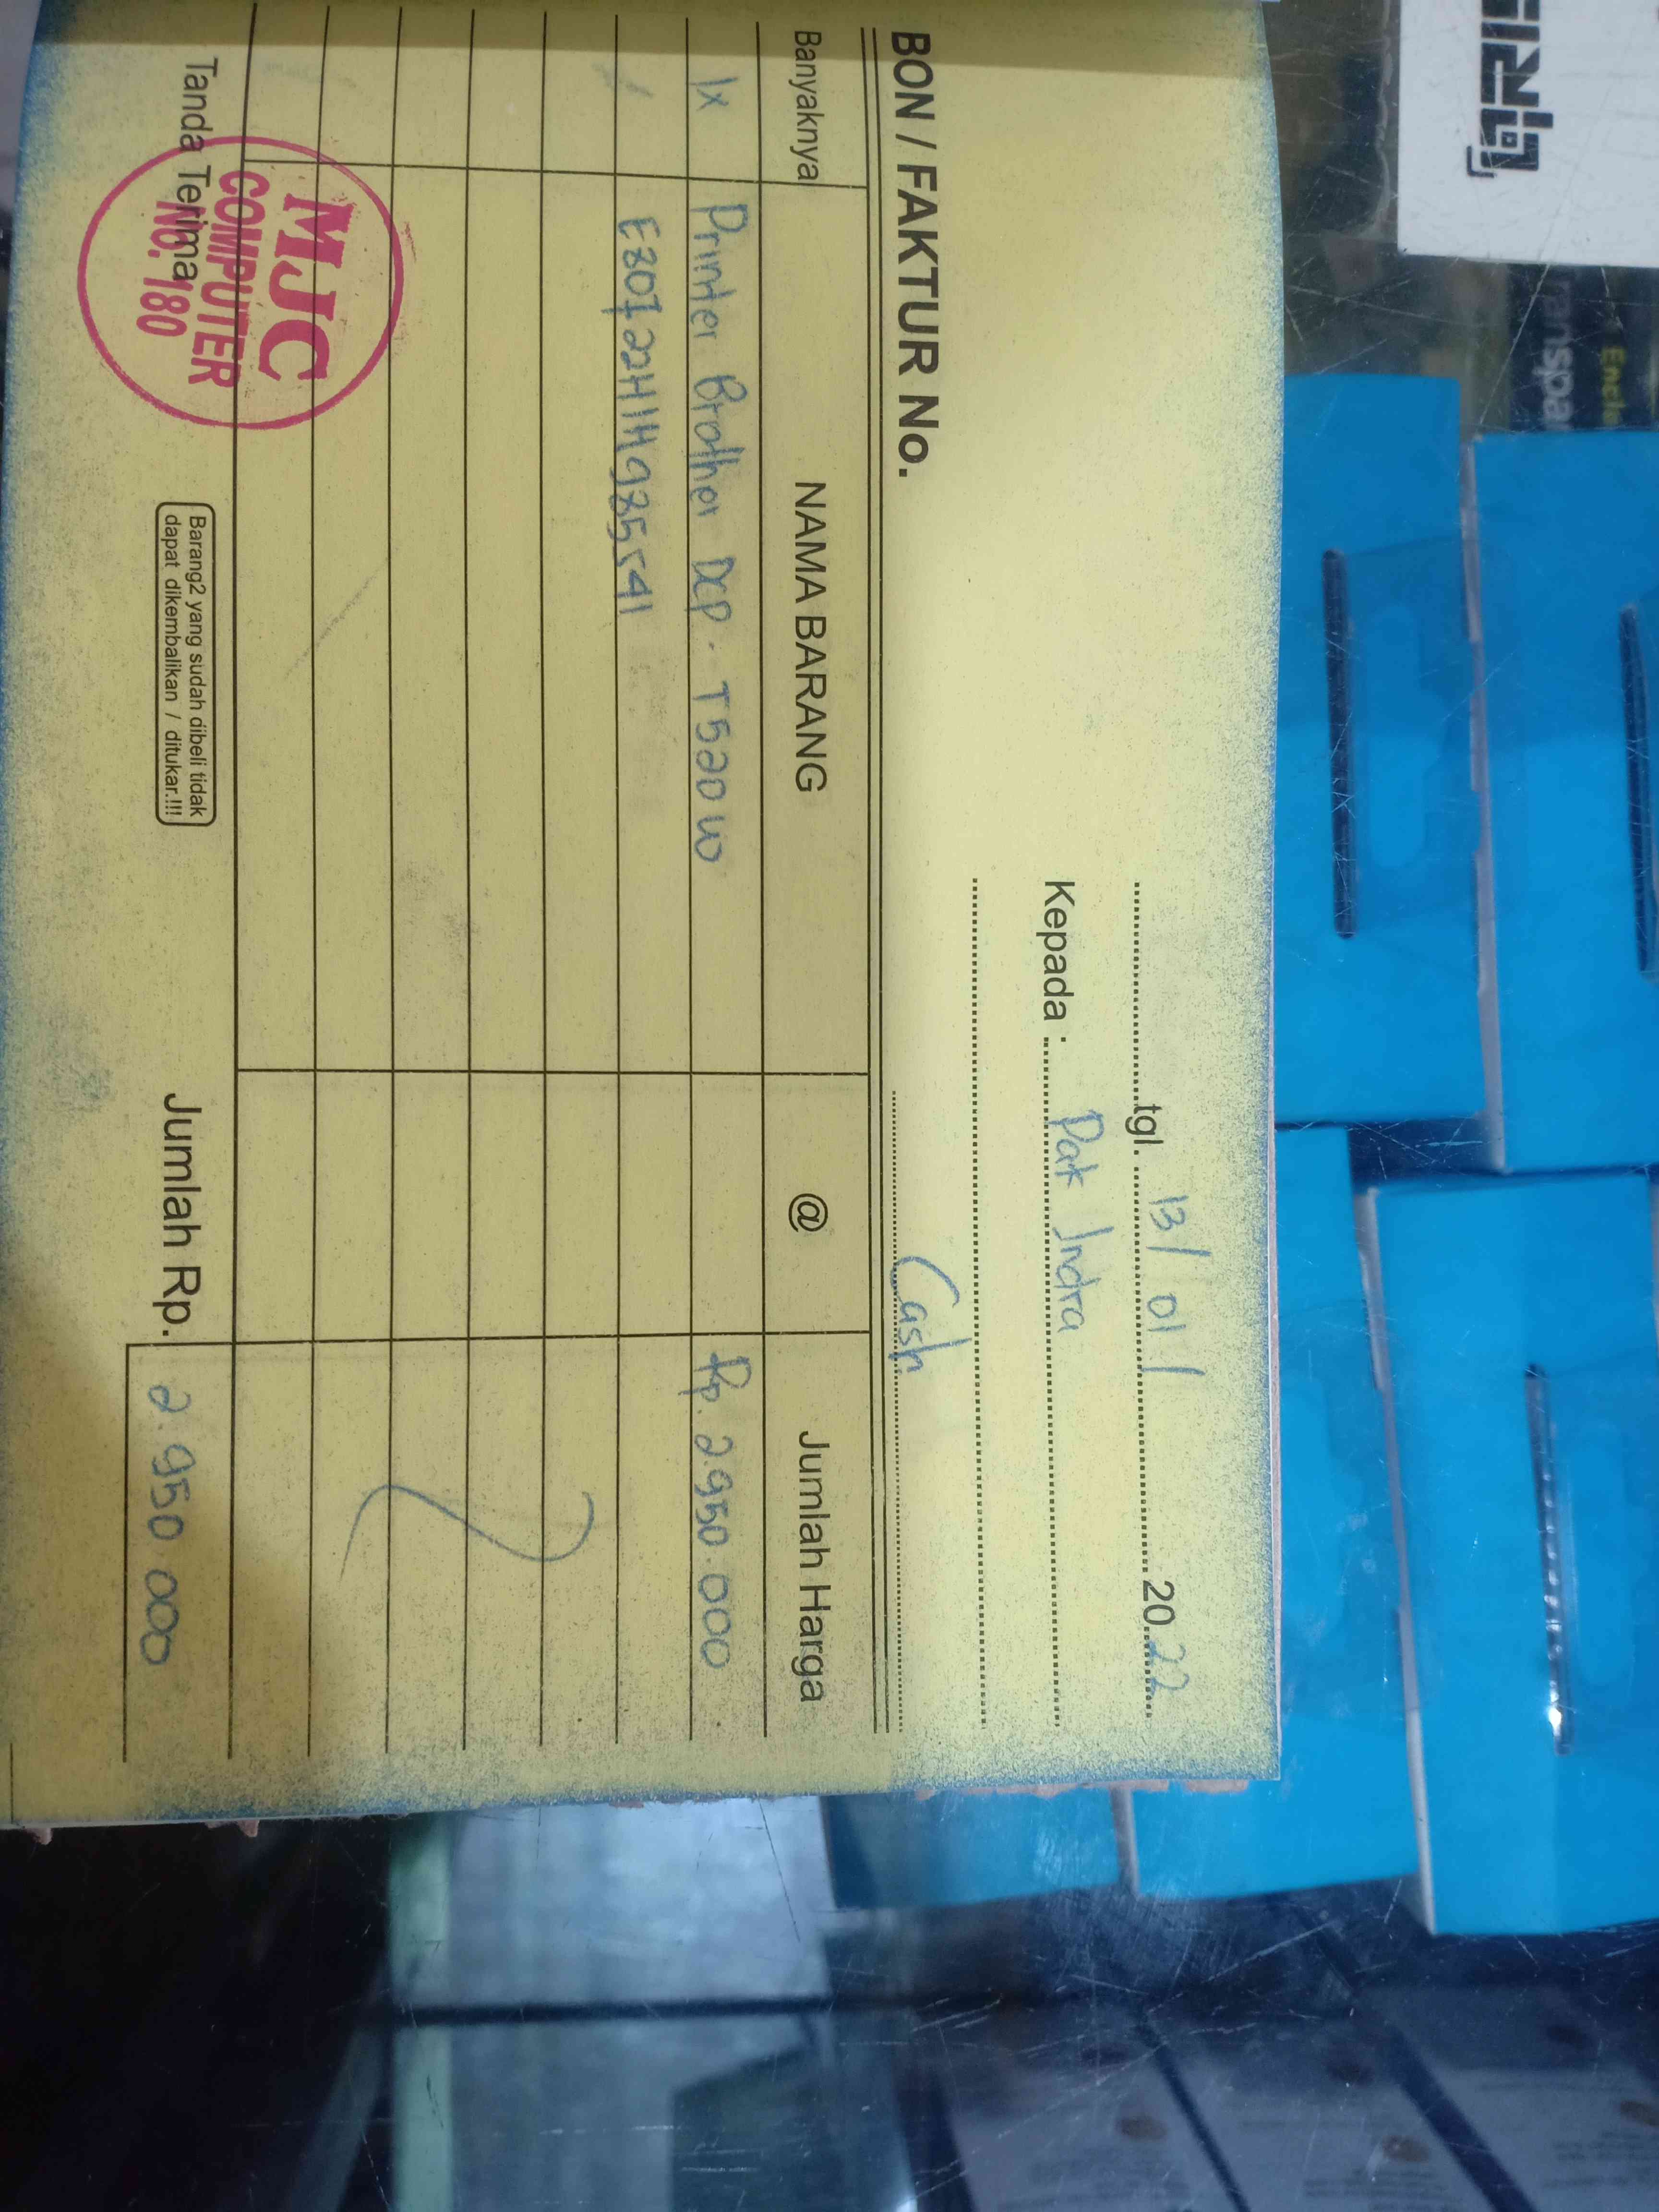 tgl. 13/ 01/ 2022
Kepada : Pak Indra
Cash
BON / FAKTUR No.
Banyaknya NAMA BARANG @ Jumlah Harga
1x Printer Brother DCP - T520W Rp. 2.950.000
E80722H1H985541
Tanda Terima
MJC
COMPUTER
NO. 180
Barang2 yang sudah dibeli tidak
dapat dikembalikan / ditukar.!!!
Jumlah Rp. 2.950 000